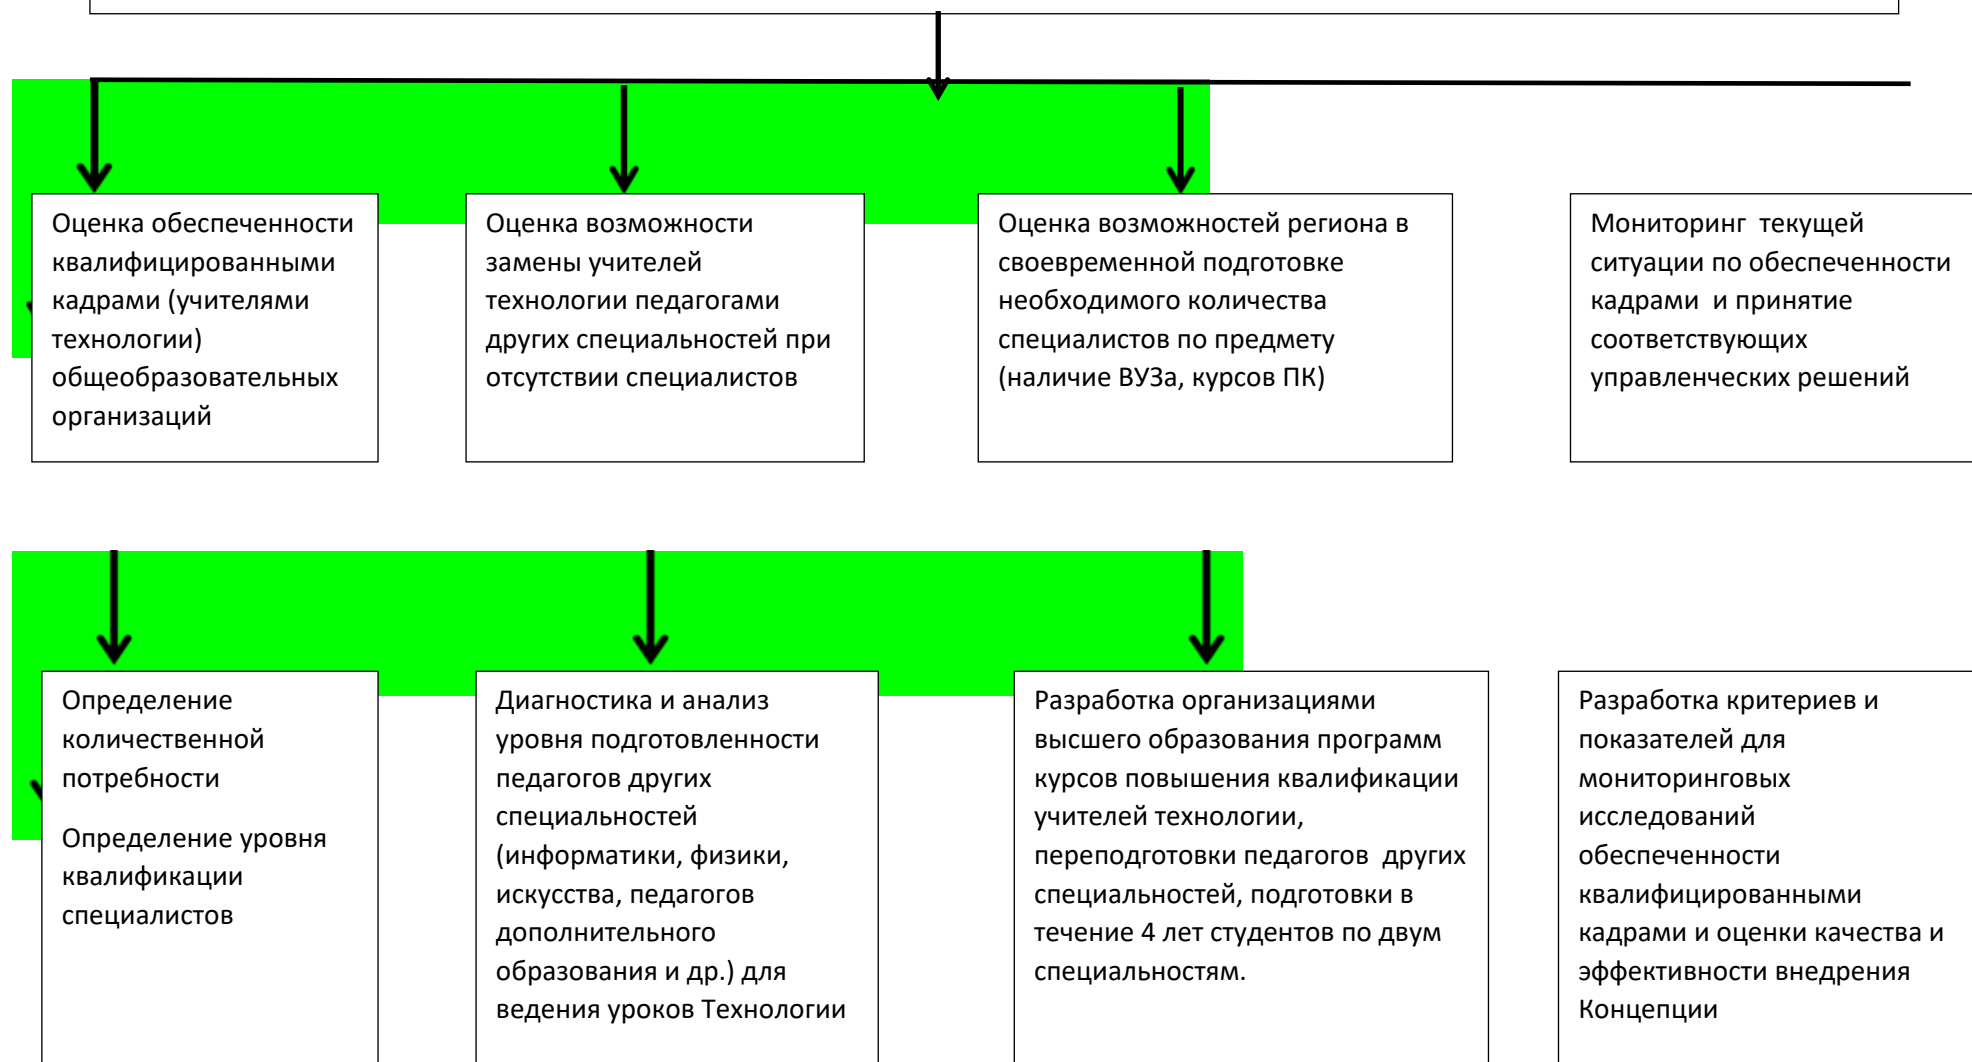 Оценка обеспеченности
квалифицированными
кадрами (учителями
технологии)
общеобразовательных
организаций
Оценка возможности
замены учителей
технологии педагогами
других специальностей при
отсутствии специалистов
Оценка возможностей региона в
своевременной подготовке
необходимого количества
специалистов по предмету
(наличие ВУЗа, курсов ПК)
Мониторинг текущей
ситуации по обеспеченности
кадрами и принятие
соответствующих
управленческих решений
Определение
количественной
потребности
Определение уровня
квалификации
специалистов
Диагностика и анализ
уровня подготовленности
педагогов других
специальностей
(информатики, физики,
искусства, педагогов
дополнительного
образования и др.) для
ведения уроков Технологии
Разработка организациями
высшего образования программ
курсов повышения квалификации
учителей технологии,
переподготовки педагогов других
специальностей, подготовки в
течение 4 лет студентов по двум
специальностям.
Разработка критериев и
показателей для
мониторинговых
исследований
обеспеченности
квалифицированными
кадрами и оценки качества и
эффективности внедрения
Концепции